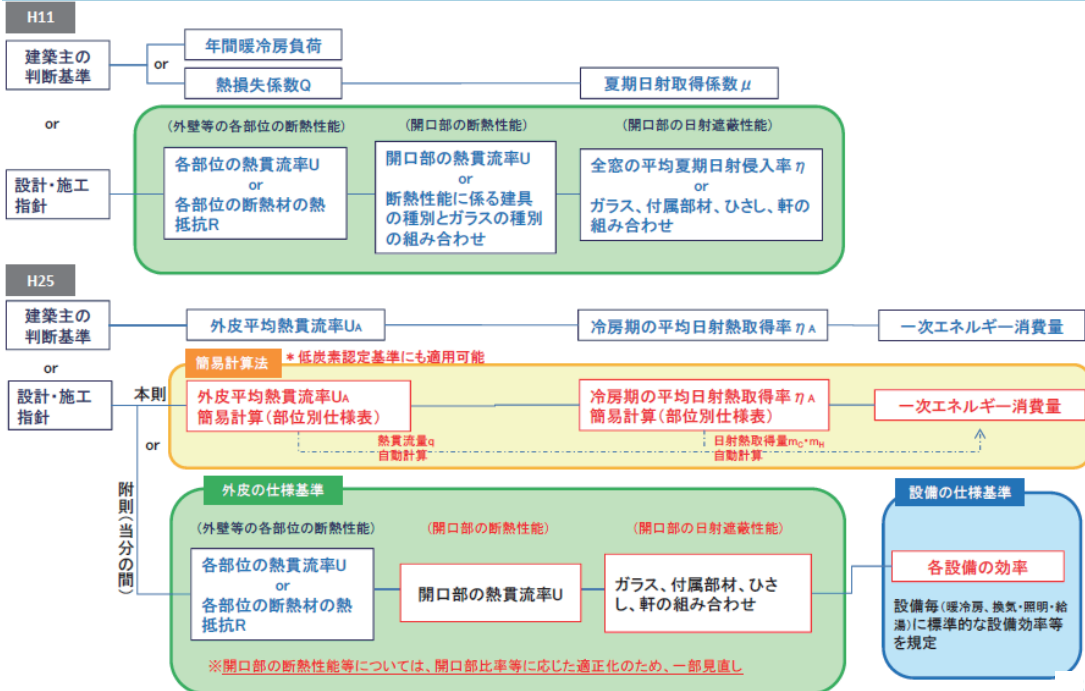 H11
建築主の
判断基準
or
年間暖冷房負荷
熱損失係数Q
夏期日射取得係数μ
or
(外壁等の各部位の断熱性能)
(開口部の断熱性能)
(開口部の日射遮蔽性能)
設計・施工
指針
各部位の熱貫流率U
or
各部位の断熱材の熱
抵抗R
開口部の熱貫流率U
or
断熱性能に係る建具
の種別とガラスの種別
の組み合わせ
全窓の平均夏期日射侵入率η
or
ガラス、付属部材、ひさし、軒の
組み合わせ
H25
建築主の
判断基準
外皮平均熱貫流率UA
冷房期の平均日射熱取得率ηA
一次エネルギー消費量
or
簡易計算法
*低炭素認定基準にも適用可能
設計・施工
指針
本則
or
外皮平均熱貫流率UA
簡易計算(部位別仕様表)
冷房期の平均日射熱取得率ηA
簡易計算(部位別仕様表)
一次エネルギー消費量
熱貫流量q
自動計算
日射熱取得量mC・mH
自動計算
附則(当分の間)
外皮の仕様基準
(外壁等の各部位の断熱性能)
(開口部の断熱性能)
(開口部の日射遮蔽性能)
各部位の熱貫流率U
or
各部位の断熱材の熱
抵抗R
開口部の熱貫流率U
ガラス、付属部材、ひさ
し、軒の組み合わせ
※開口部の断熱性能等については、開口部比率等に応じた適正化のため、一部見直し
設備の仕様基準
各設備の効率
設備毎(暖冷房、換気・照明・給
湯)に標準的な設備効率等
を規定